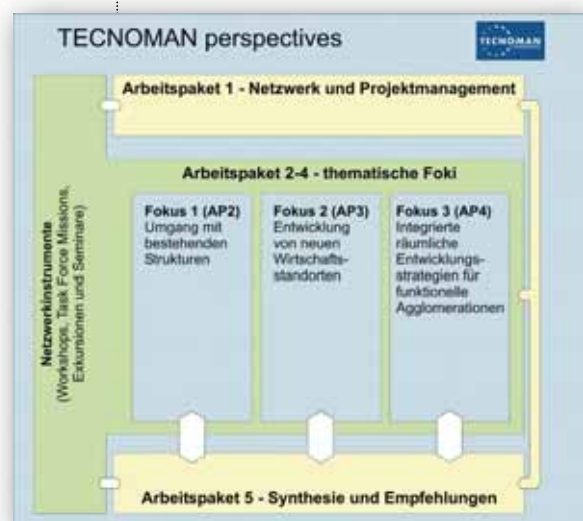 TECNOMAN perspectives
TECNOMAN
Arbeitspaket 1 - Netzwerk und Projektmanagement
Netzwerkinstrumente
(Workshops, Task Force Missions,
Exkursionen und Seminare)
Arbeitspaket 2-4 - thematische Foki
Fokus 1 (AP2)
Umgang mit
bestehenden
Strukturen
Fokus 2 (AP3)
Entwicklung
von neuen
Wirtschafts-
standorten
Fokus 3 (AP4)
Integrierte
räumliche
Entwicklungs-
strategien für
funktionelle
Agglomerationen
Arbeitspaket 5 - Synthesie und Empfehlungen